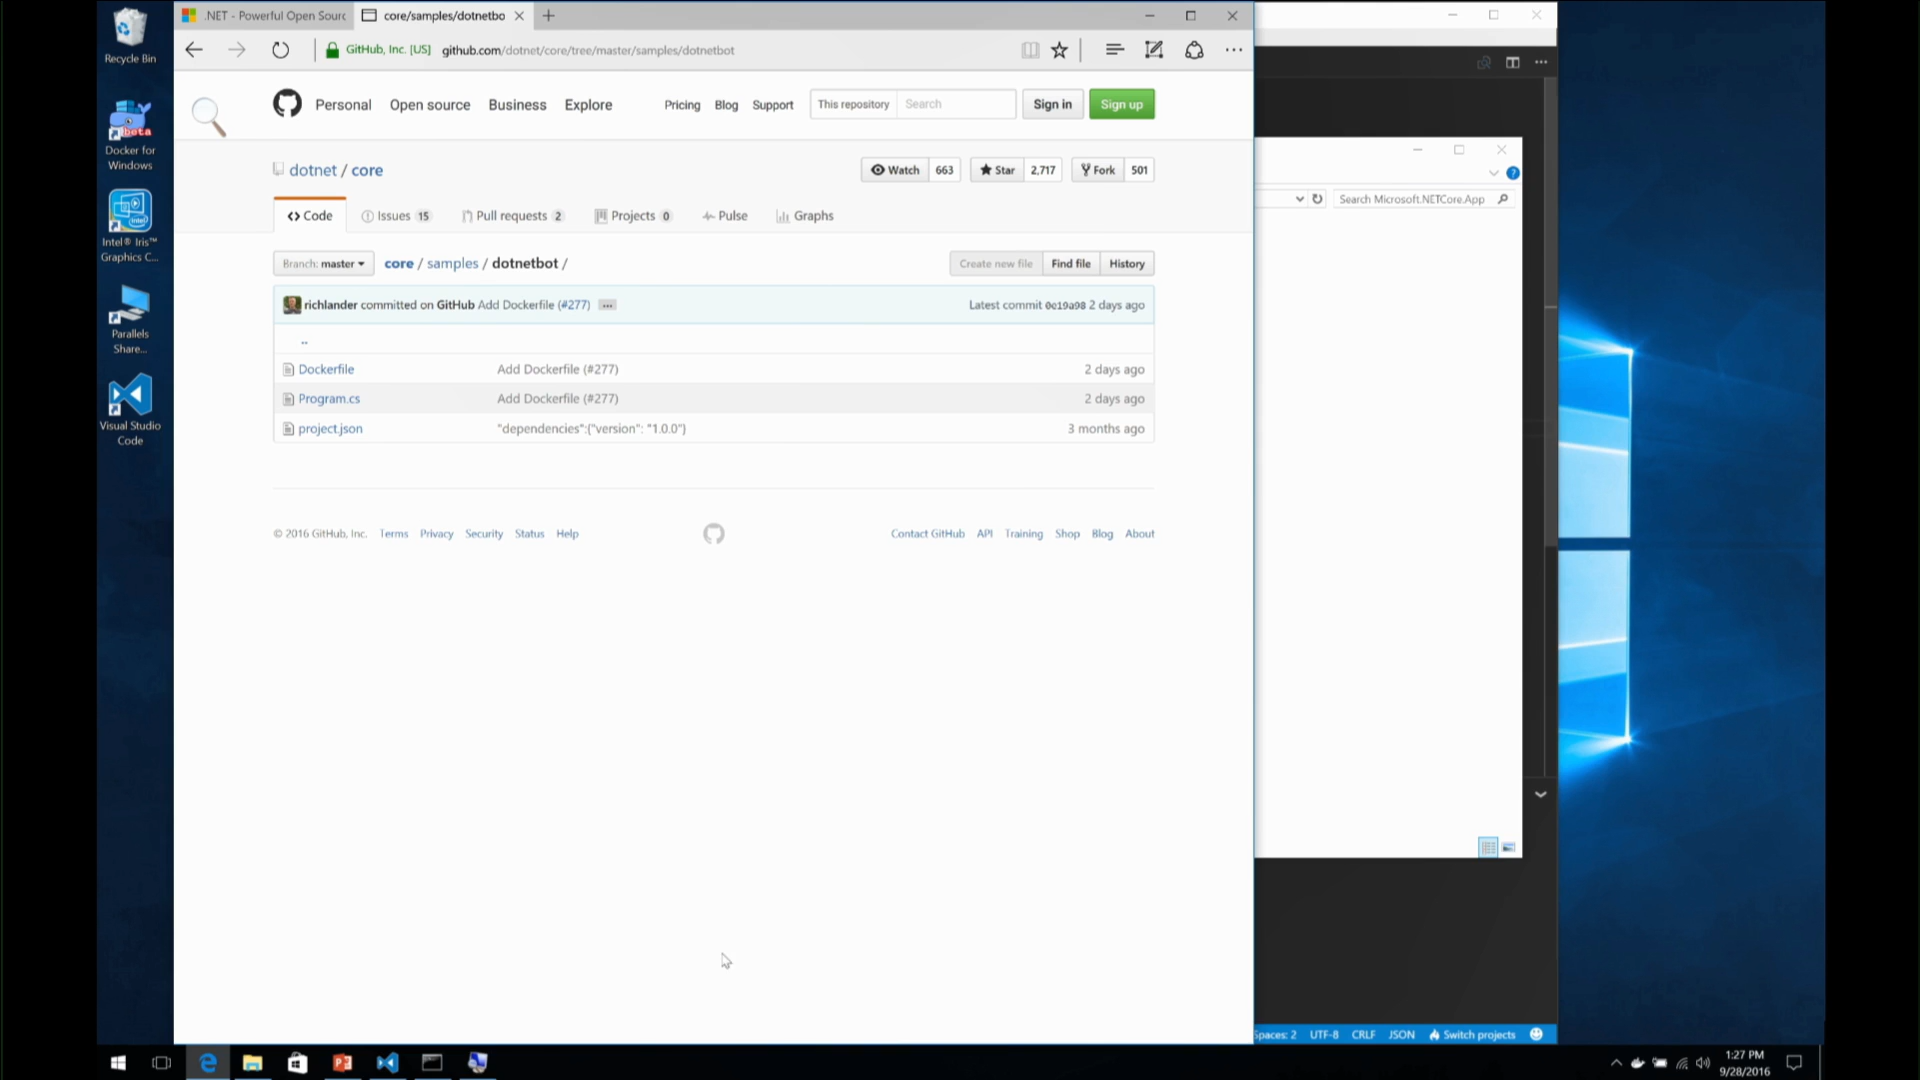 Recycle Bin
beta
Docker for
Windows
intel
Intel® Iris™
Graphics C...
Parallels
Share...
Visual Studio
Code
.NET - Powerful Open Sourc
core/samples/dotnetbo
GitHub, Inc. [US] github.com/dotnet/core/tree/master/samples/dotnetbot
Personal Open source Business Explore Pricing Blog Support This repository Search Sign in Sign up
dotnet / core
Watch 663 Star 2,717 Fork 501
<> Code Issues 15 Pull requests 2 Projects 0 Pulse Graphs
Branch: master core / samples / dotnetbot / Create new file Find file History
richlander committed on GitHub Add Dockerfile (#277) ... Latest commit 0c19a98 2 days ago
..
Dockerfile Add Dockerfile (#277) 2 days ago
Program.cs Add Dockerfile (#277) 2 days ago
project.json "dependencies":{"version": "1.0.0"} 3 months ago
© 2016 GitHub, Inc. Terms Privacy Security Status Help Contact GitHub API Training Shop Blog About
Search Microsoft.NETCore.App
Spaces: 2 UTF-8 CRLF JSON Switch projects
1:27 PM
9/28/2016